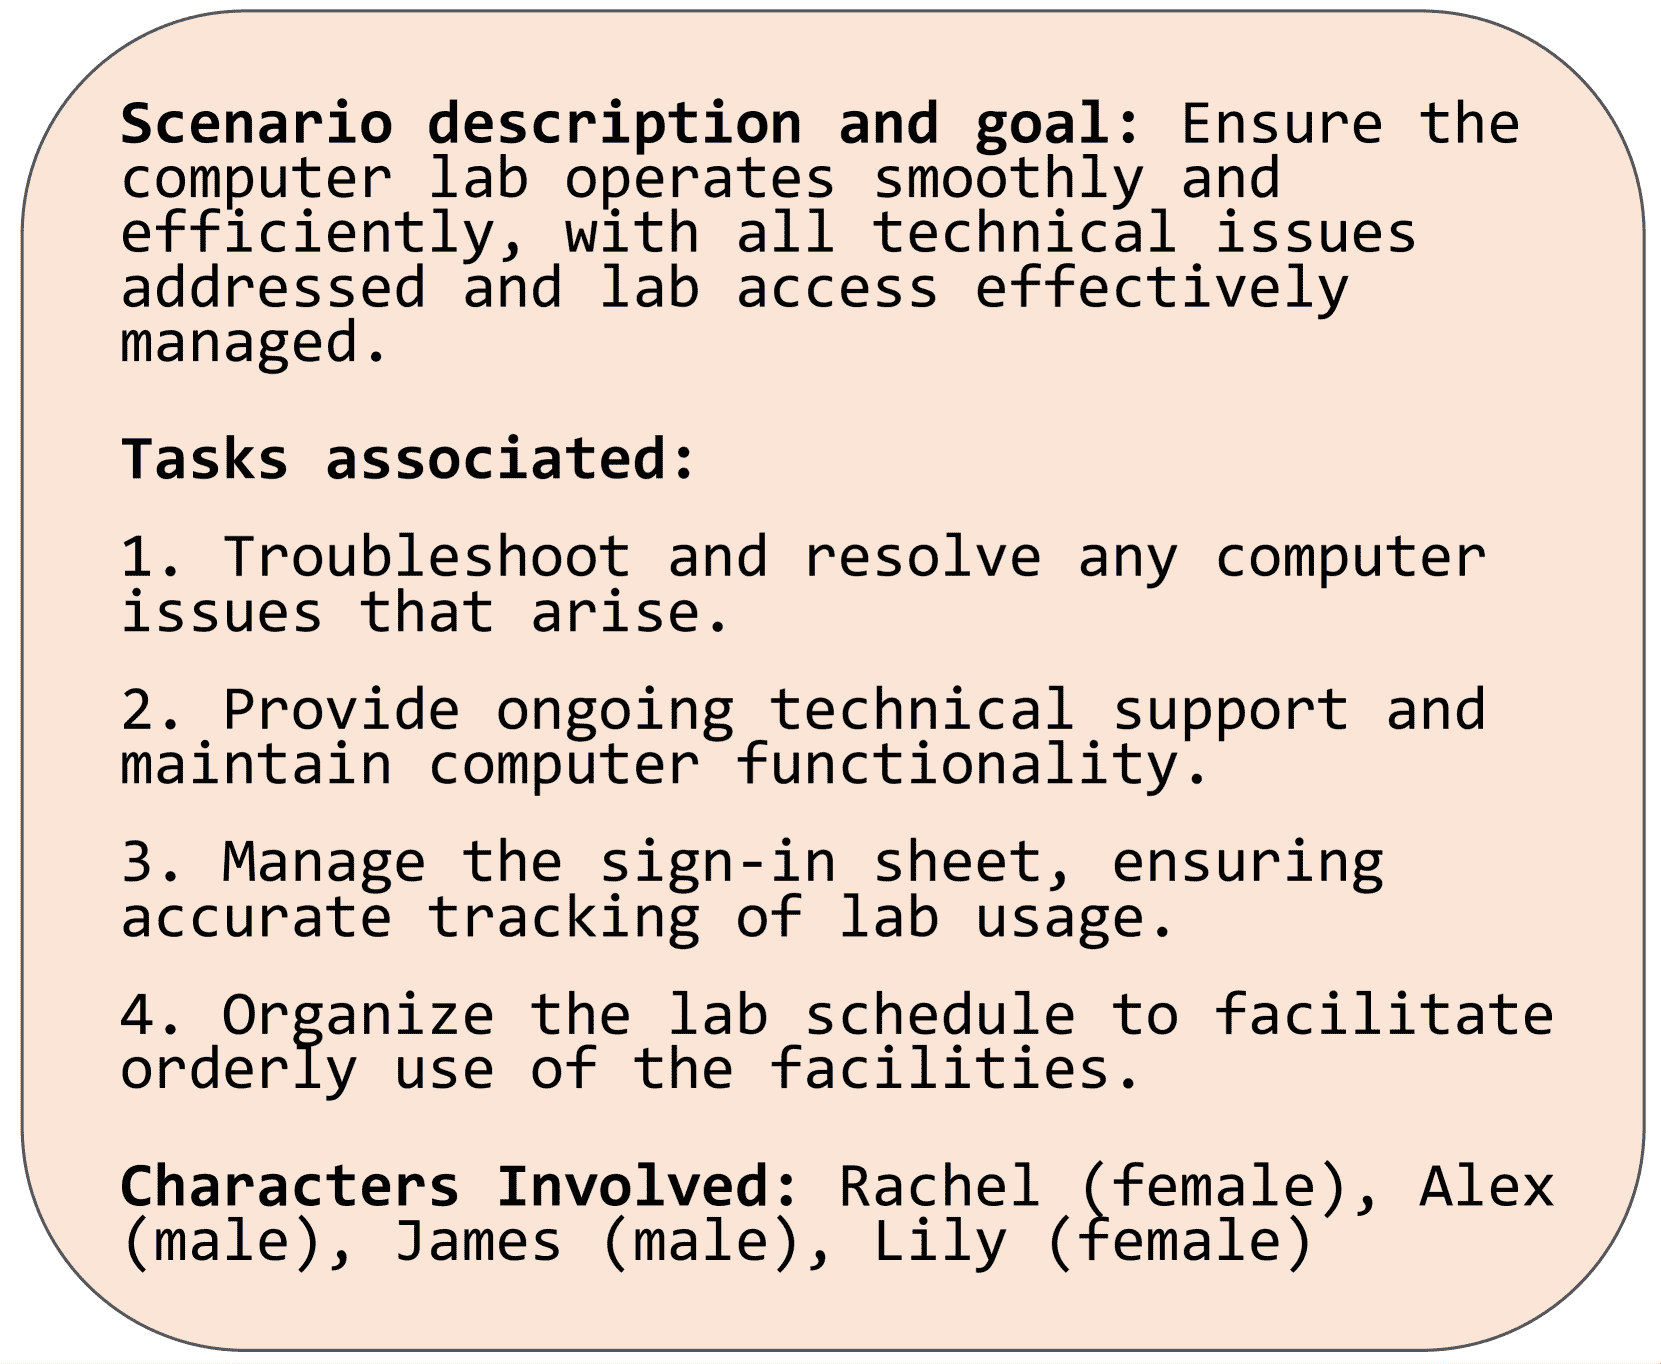 Scenario description and goal: Ensure the
computer lab operates smoothly and
efficiently, with all technical issues
addressed and lab access effectively
managed.
Tasks associated:
1. Troubleshoot and resolve any computer
issues that arise.
2. Provide ongoing technical support and
maintain computer functionality.
3. Manage the sign-in sheet, ensuring
accurate tracking of lab usage.
4. Organize the lab schedule to facilitate
orderly use of the facilities.
Characters Involved: Rachel (female), Alex
(male), James (male), Lily (female)